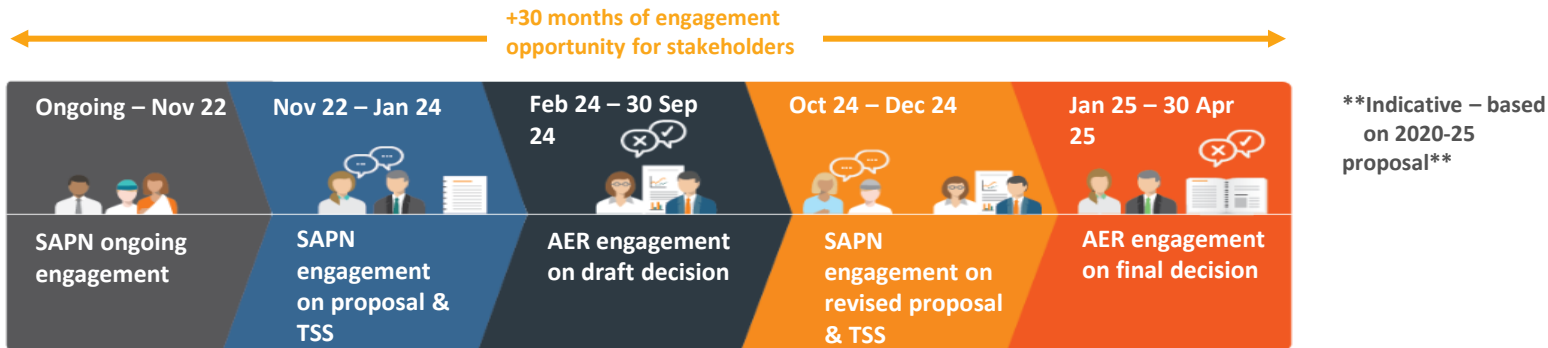 +30 months of engagement
opportunity for stakeholders
Ongoing – Nov 22
Nov 22 – Jan 24
Feb 24 – 30 Sep
24
Oct 24 – Dec 24
Jan 25 – 30 Apr
25
**Indicative – based
on 2020-25
proposal**
SAPN ongoing
engagement
SAPN
engagement
on proposal &
TSS
AER engagement
on draft decision
SAPN
engagement on
revised proposal
& TSS
AER engagement
on final decision